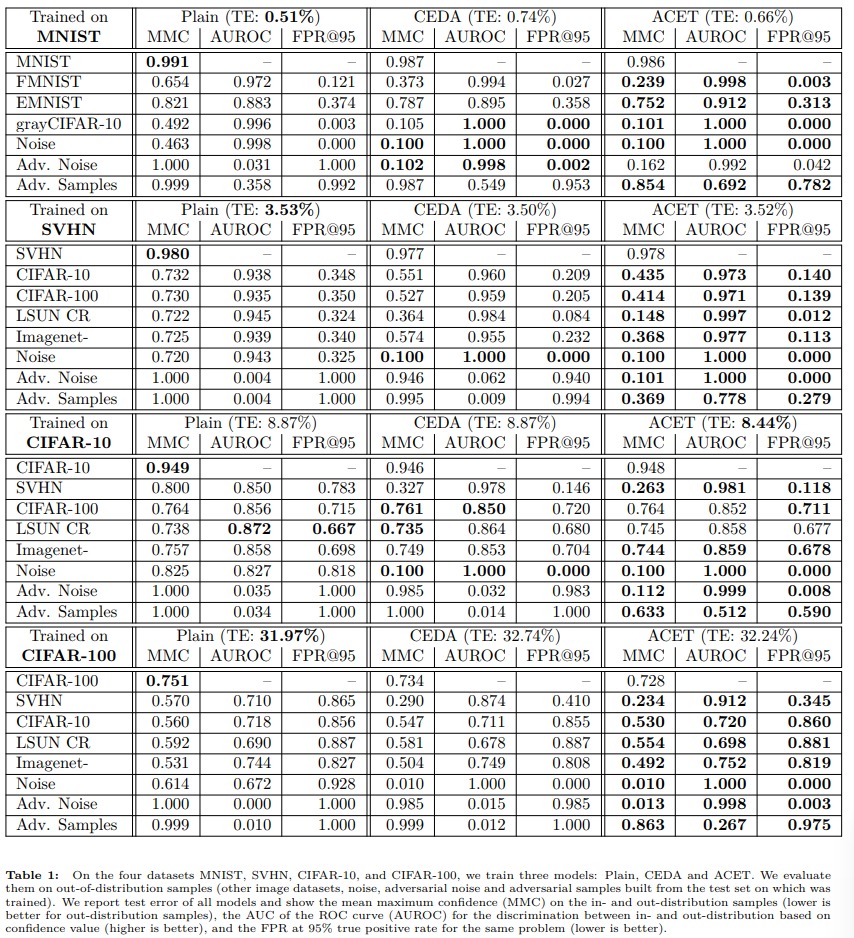 Trained on Plain (TE: 0.51%) CEDA (TE: 0.74%) ACET (TE: 0.66%)
MNIST MMC AUROC FPR@95 MMC AUROC FPR@95 MMC AUROC FPR@95
MNIST 0.991 – – 0.987 – – 0.986 – –
FMNIST 0.654 0.972 0.121 0.373 0.994 0.027 0.239 0.998 0.003
EMNIST 0.821 0.883 0.374 0.787 0.895 0.358 0.752 0.912 0.313
grayCIFAR-10 0.492 0.996 0.003 0.105 1.000 0.000 0.101 1.000 0.000
Noise 0.463 0.998 0.000 0.100 1.000 0.000 0.100 1.000 0.000
Adv. Noise 1.000 0.031 1.000 0.102 0.998 0.002 0.162 0.992 0.042
Adv. Samples 0.999 0.358 0.992 0.987 0.549 0.953 0.854 0.692 0.782
Trained on Plain (TE: 3.53%) CEDA (TE: 3.50%) ACET (TE: 3.52%)
SVHN MMC AUROC FPR@95 MMC AUROC FPR@95 MMC AUROC FPR@95
SVHN 0.980 – – 0.977 – – 0.978 – –
CIFAR-10 0.732 0.938 0.348 0.551 0.960 0.209 0.435 0.973 0.140
CIFAR-100 0.730 0.935 0.350 0.527 0.959 0.205 0.414 0.971 0.139
LSUN CR 0.722 0.945 0.324 0.364 0.984 0.084 0.148 0.997 0.012
Imagenet- 0.725 0.939 0.340 0.574 0.955 0.232 0.368 0.977 0.113
Noise 0.720 0.943 0.325 0.100 1.000 0.000 0.100 1.000 0.000
Adv. Noise 1.000 0.004 1.000 0.946 0.062 0.940 0.101 1.000 0.000
Adv. Samples 1.000 0.004 1.000 0.995 0.009 0.994 0.369 0.778 0.279
Trained on Plain (TE: 8.87%) CEDA (TE: 8.87%) ACET (TE: 8.44%)
CIFAR-10 MMC AUROC FPR@95 MMC AUROC FPR@95 MMC AUROC FPR@95
CIFAR-10 0.949 – – 0.946 – – 0.948 – –
SVHN 0.800 0.850 0.783 0.327 0.978 0.146 0.263 0.981 0.118
CIFAR-100 0.764 0.856 0.715 0.761 0.850 0.720 0.764 0.852 0.711
LSUN CR 0.738 0.872 0.667 0.735 0.864 0.680 0.745 0.858 0.677
Imagenet- 0.757 0.858 0.698 0.749 0.853 0.704 0.744 0.859 0.678
Noise 0.825 0.827 0.818 0.100 1.000 0.000 0.100 1.000 0.000
Adv. Noise 1.000 0.035 1.000 0.985 0.032 0.983 0.112 0.999 0.008
Adv. Samples 1.000 0.034 1.000 1.000 0.014 1.000 0.633 0.512 0.590
Trained on Plain (TE: 31.97%) CEDA (TE: 32.74%) ACET (TE: 32.24%)
CIFAR-100 MMC AUROC FPR@95 MMC AUROC FPR@95 MMC AUROC FPR@95
CIFAR-100 0.751 – – 0.734 – – 0.728 – –
SVHN 0.570 0.710 0.865 0.290 0.874 0.410 0.234 0.912 0.345
CIFAR-10 0.560 0.718 0.856 0.547 0.711 0.855 0.530 0.720 0.860
LSUN CR 0.592 0.690 0.887 0.581 0.678 0.887 0.554 0.698 0.881
Imagenet- 0.531 0.744 0.827 0.504 0.749 0.808 0.492 0.752 0.819
Noise 0.614 0.672 0.928 0.010 1.000 0.000 0.010 1.000 0.000
Adv. Noise 1.000 0.000 1.000 0.985 0.015 0.985 0.013 0.998 0.003
Adv. Samples 0.999 0.010 1.000 0.999 0.012 1.000 0.863 0.267 0.975
Table 1: On the four datasets MNIST, SVHN, CIFAR-10, and CIFAR-100, we train three models: Plain, CEDA and ACET. We evaluate
them on out-of-distribution samples (other image datasets, noise, adversarial noise and adversarial samples built from the test set on which was
trained). We report test error of all models and show the mean maximum confidence (MMC) on the in- and out-distribution samples (lower is
better for out-distribution samples), the AUC of the ROC curve (AUROC) for the discrimination between in- and out-distribution based on
confidence value (higher is better), and the FPR at 95% true positive rate for the same problem (lower is better).